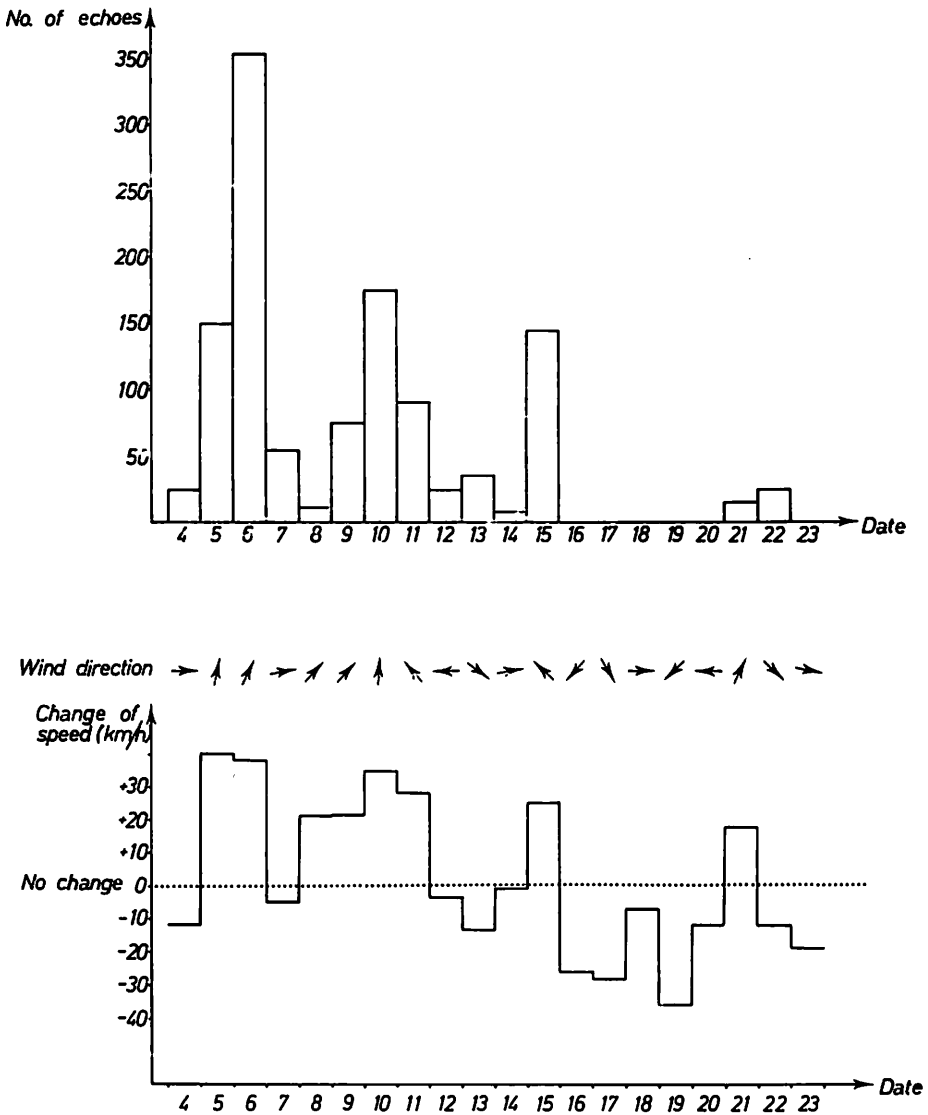 No. of echoes
350
300
250
200
150
100
50
4 5 6 7 8 9 10 11 12 13 14 15 16 17 18 19 20 21 22 23 Date
Wind direction
Change of
speed (km/h)
+30
+20
+10
No change 0
-10
-20
-30
-40
4 5 6 7 8 9 10 11 12 13 14 15 16 17 18 19 20 21 22 23 Date